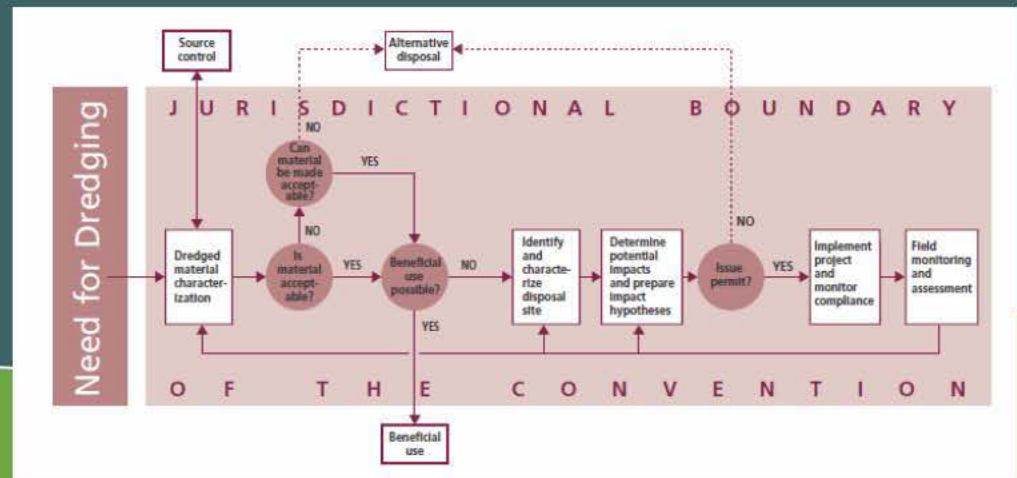 Need for Dredging
Source
control
Alternative
disposal
JURISDICTIONAL BOUNDARY
NO
Can
material
be made
accept-
able?
YES
NO
Dredged
material
character-
ization
Is
material
accept-
able?
YES
Beneficial
use
possible?
NO
Identify
and
characte-
rize
disposal
site
Determine
potential
impacts
and prepare
impact
hypotheses
Issue
permit?
NO
YES
Implement
project
and
monitor
compliance
Field
monitoring
and
assessment
YES
OF THE CONVENTION
Beneficial
use